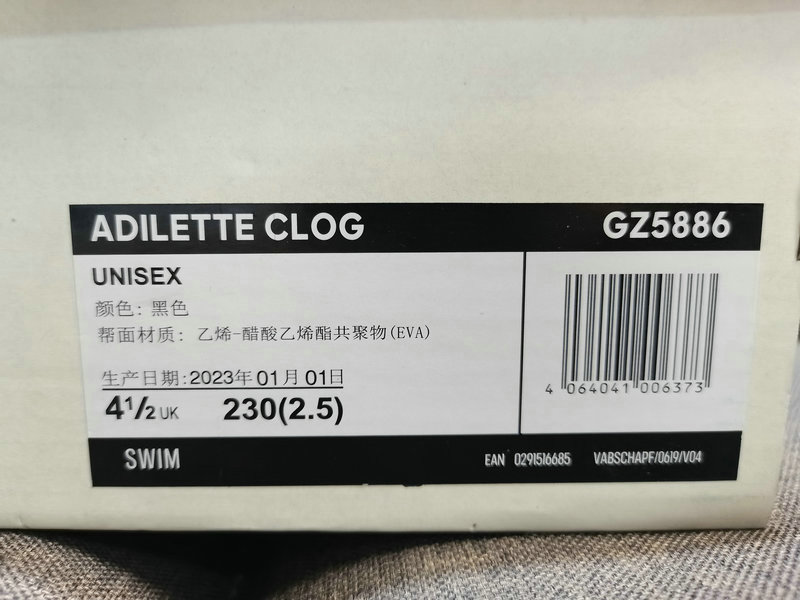 ADILETTE CLOG GZ5886
UNISEX
颜色: 黑色
帮面材质: 乙烯-醋酸乙烯酯共聚物(EVA)
生产日期:2023年 01月 01日
4½ UK 230(2.5)
4 064041 006373
SWIM EAN 0291516685 VABSCHAPF/0619/V04